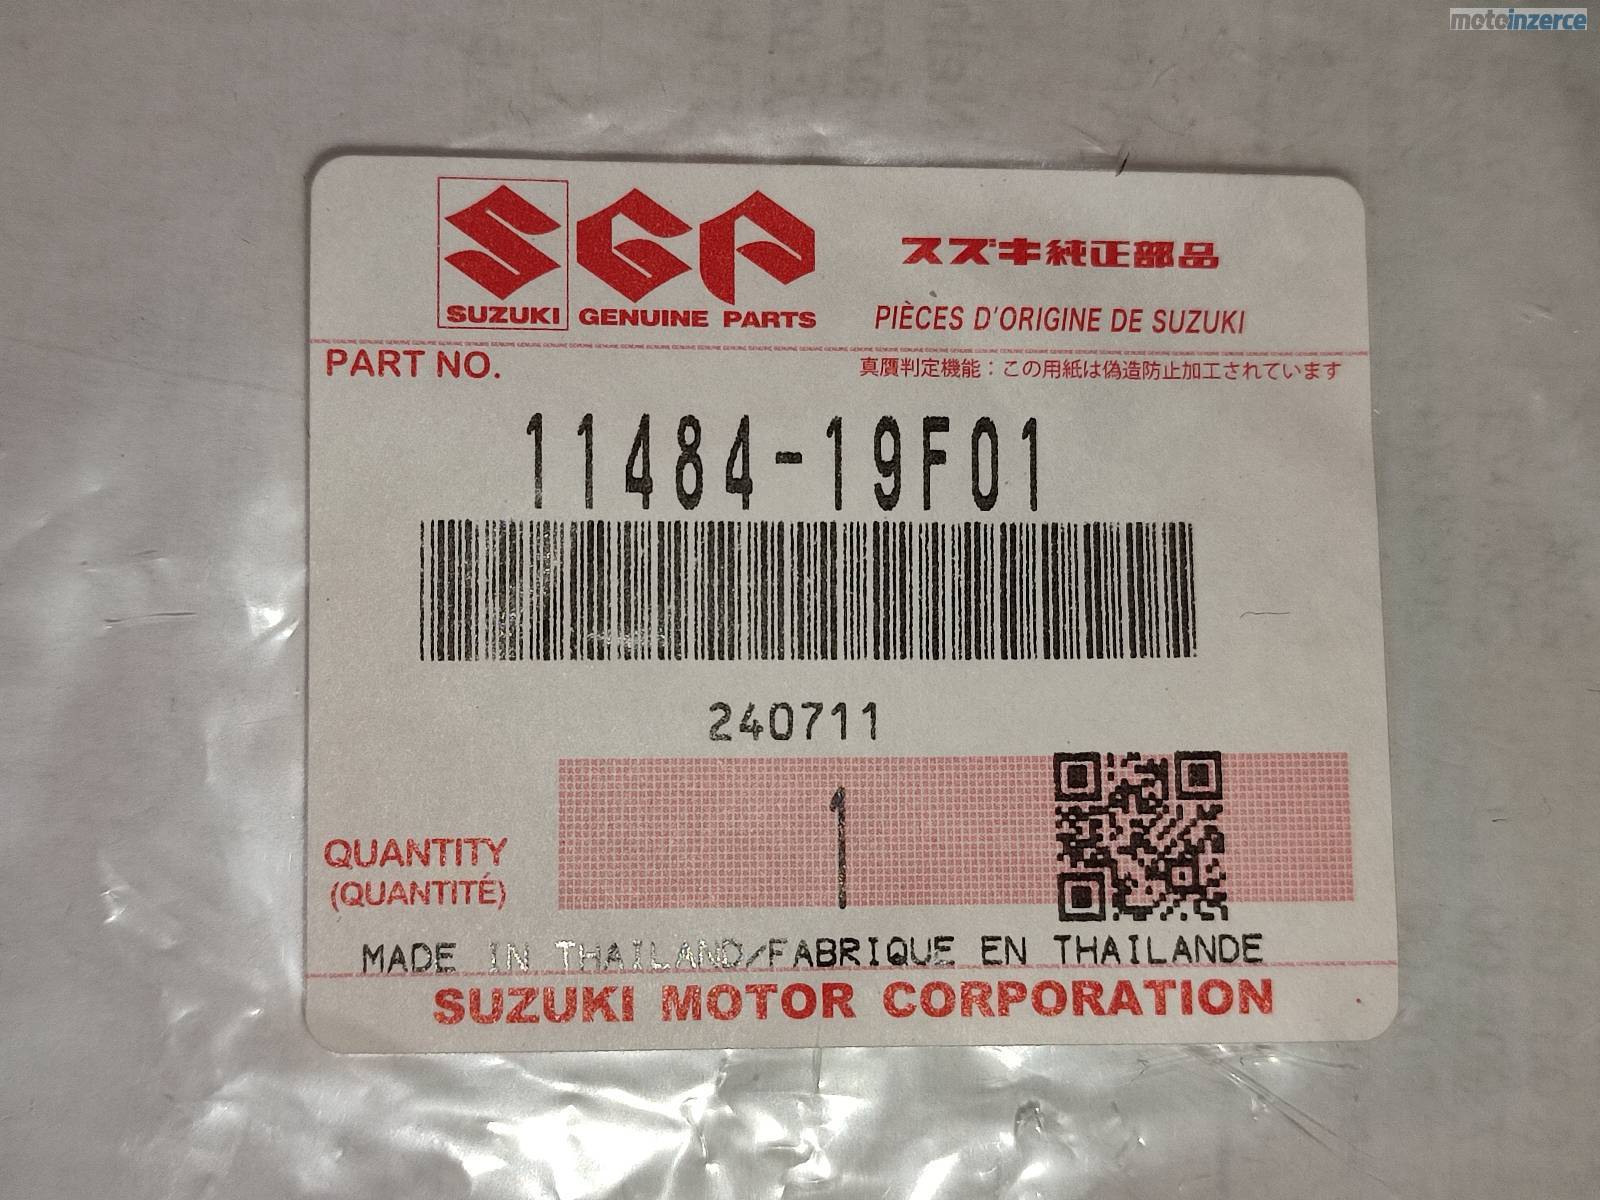 motoinzerce
SUZUKI GENUINE PARTS
スズキ純正部品
PIÈCES D'ORIGINE DE SUZUKI
PART NO.
真贋判定機能：この用紙は偽造防止加工されています
11484-19F01
240711
1
QUANTITY
(QUANTITÉ)
MADE IN THAILAND/FABRIQUE EN THAILANDE
SUZUKI MOTOR CORPORATION